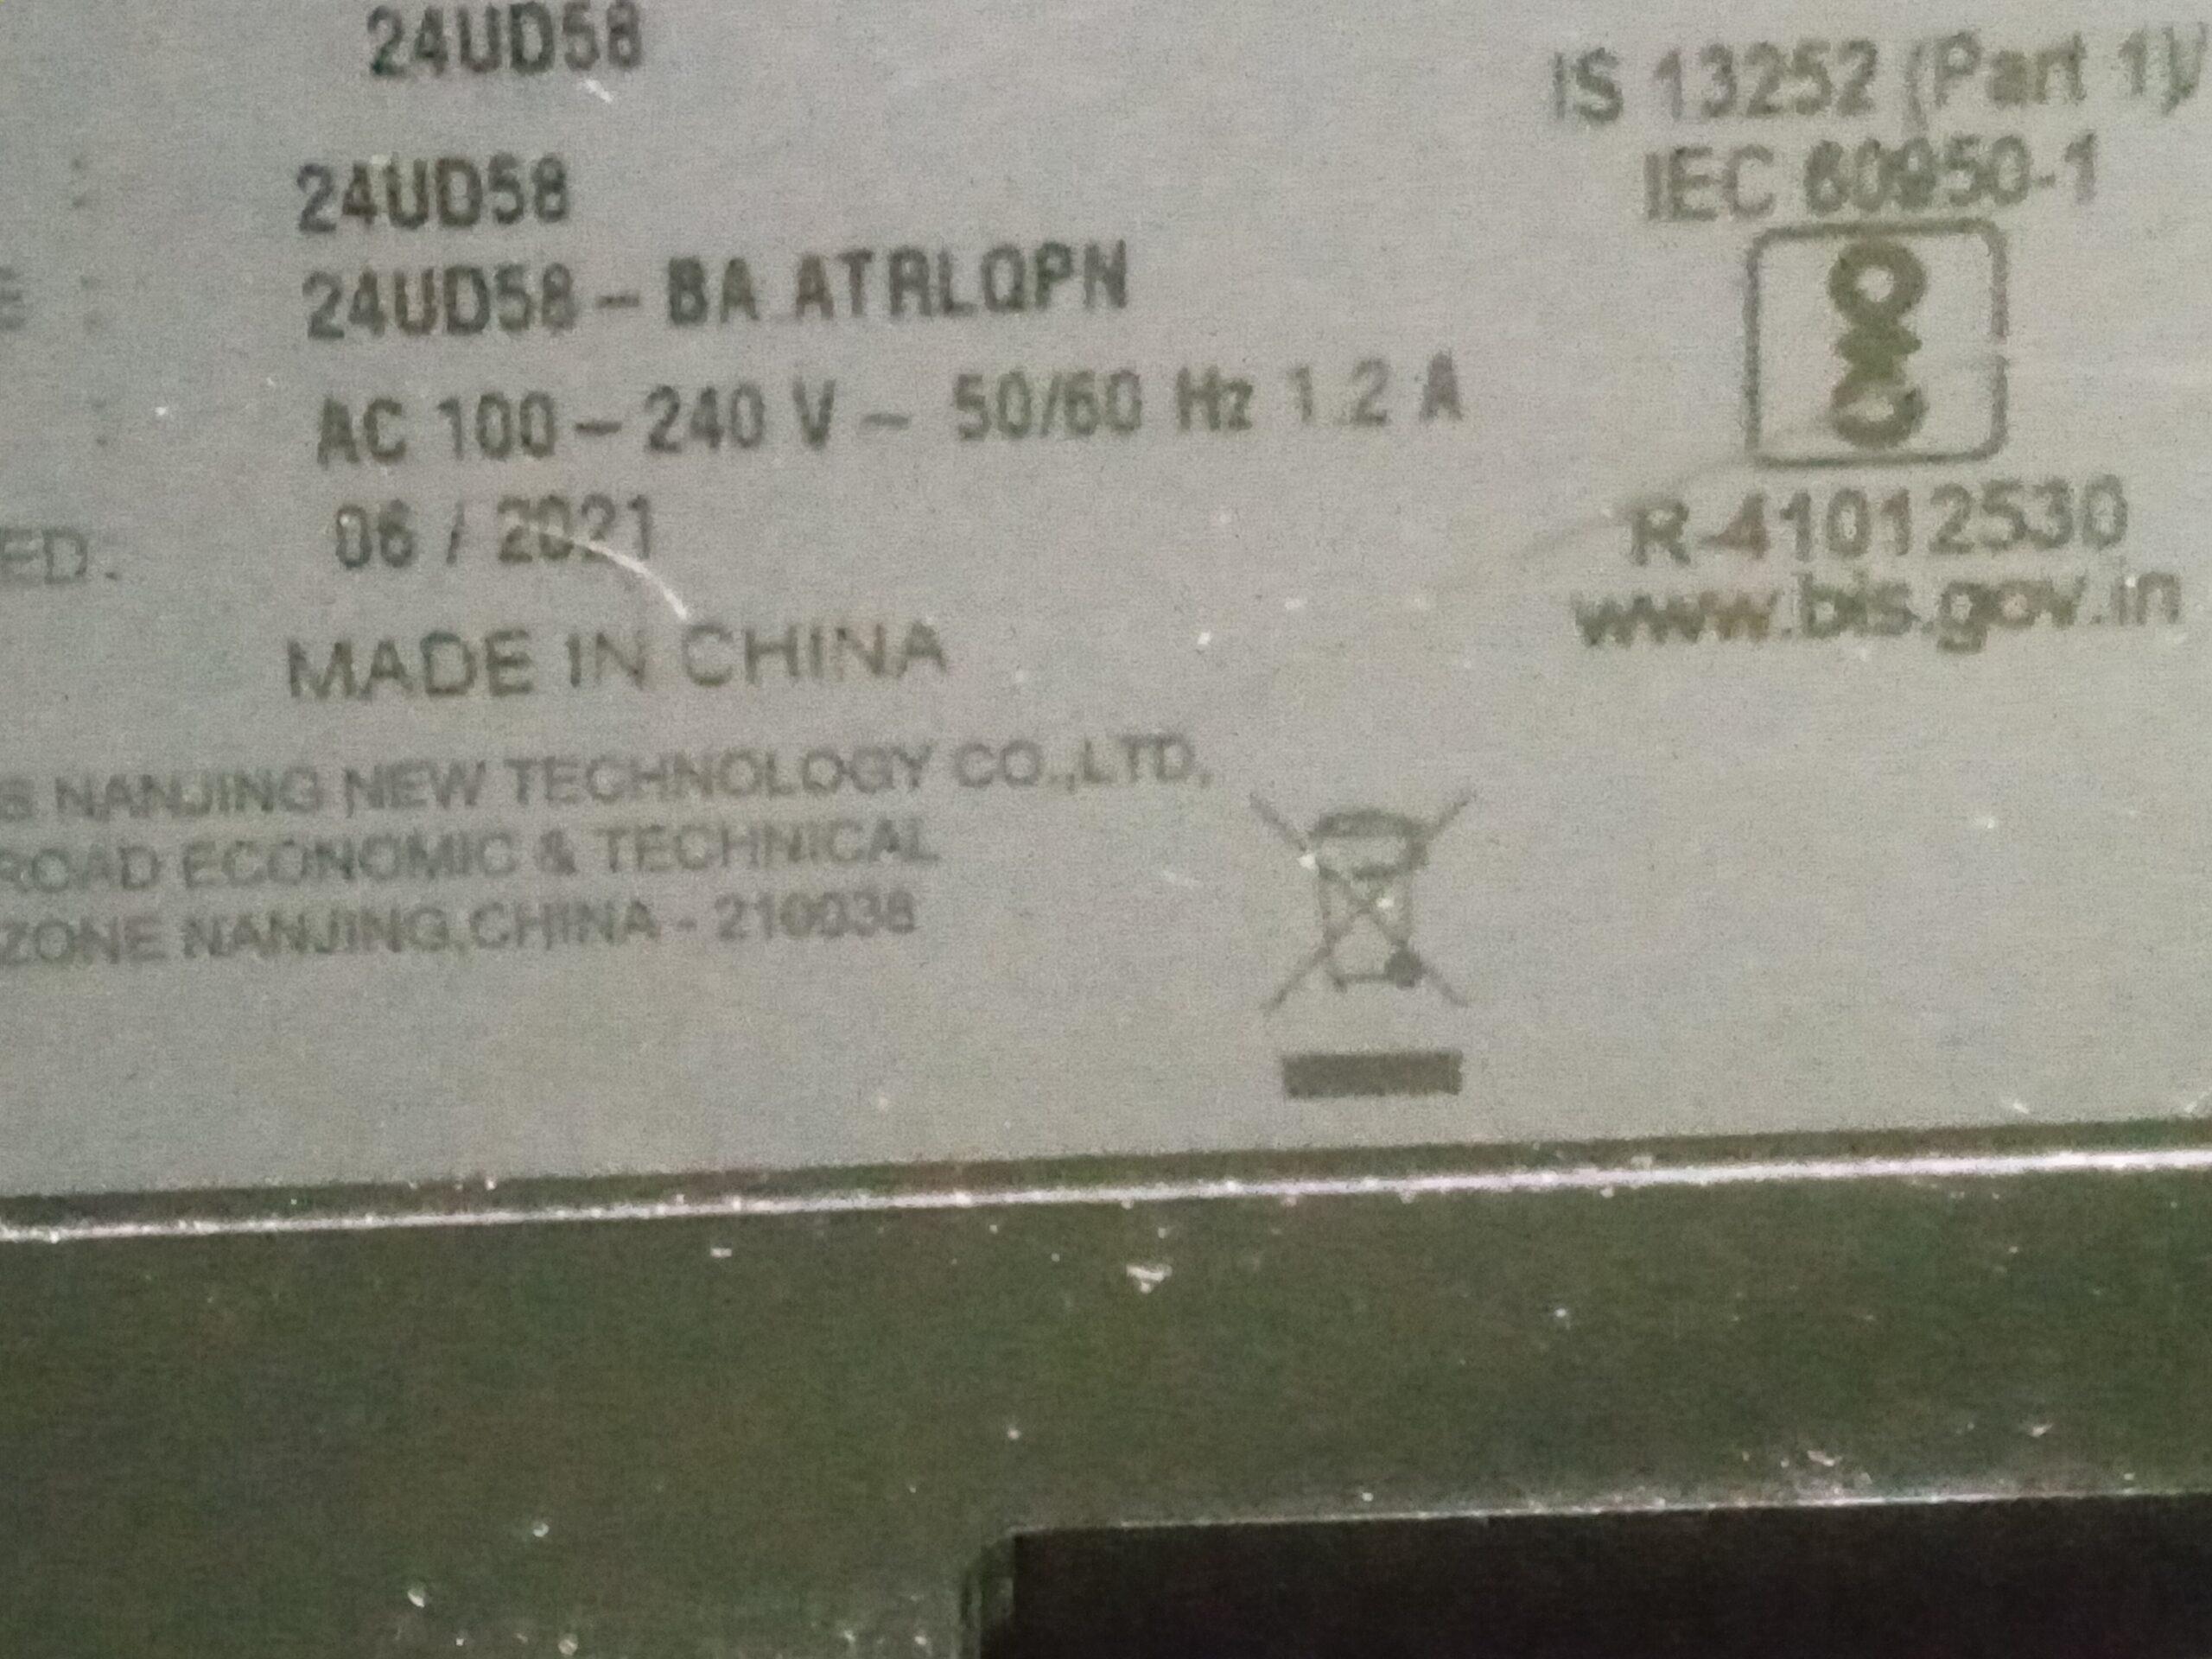 24UD58
IS 13252 (Part 1)/
IEC 60950-1
: 24UD58
E : 24UD58 – BA ATRLQPN
: AC 100 – 240 V ~ 50/60 Hz 1.2 A
ED: 06 / 2021
R-41012530
www.bis.gov.in
MADE IN CHINA
NANJING NEW TECHNOLOGY CO.,LTD,
ROAD ECONOMIC & TECHNICAL
ZONE NANJING,CHINA - 210038